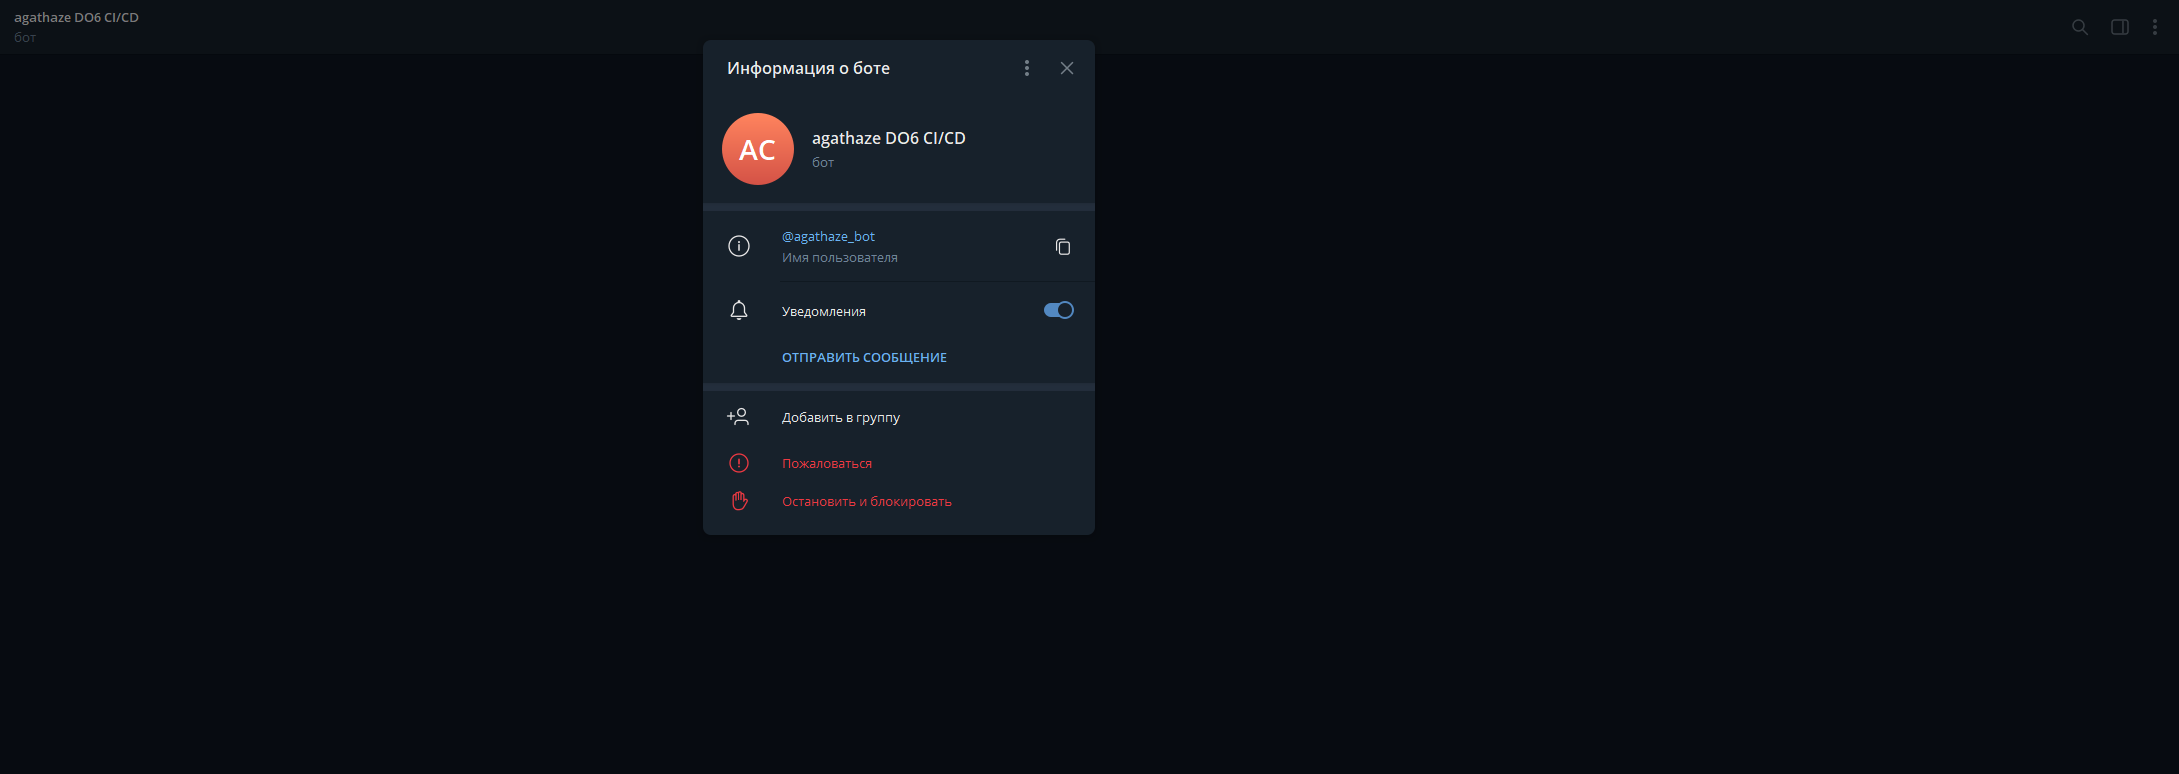 agathaze DO6 CI/CD
бот
Информация о боте
AC
agathaze DO6 CI/CD
бот
@agathaze_bot
Имя пользователя
Уведомления
ОТПРАВИТЬ СООБЩЕНИЕ
Добавить в группу
Пожаловаться
Остановить и блокировать